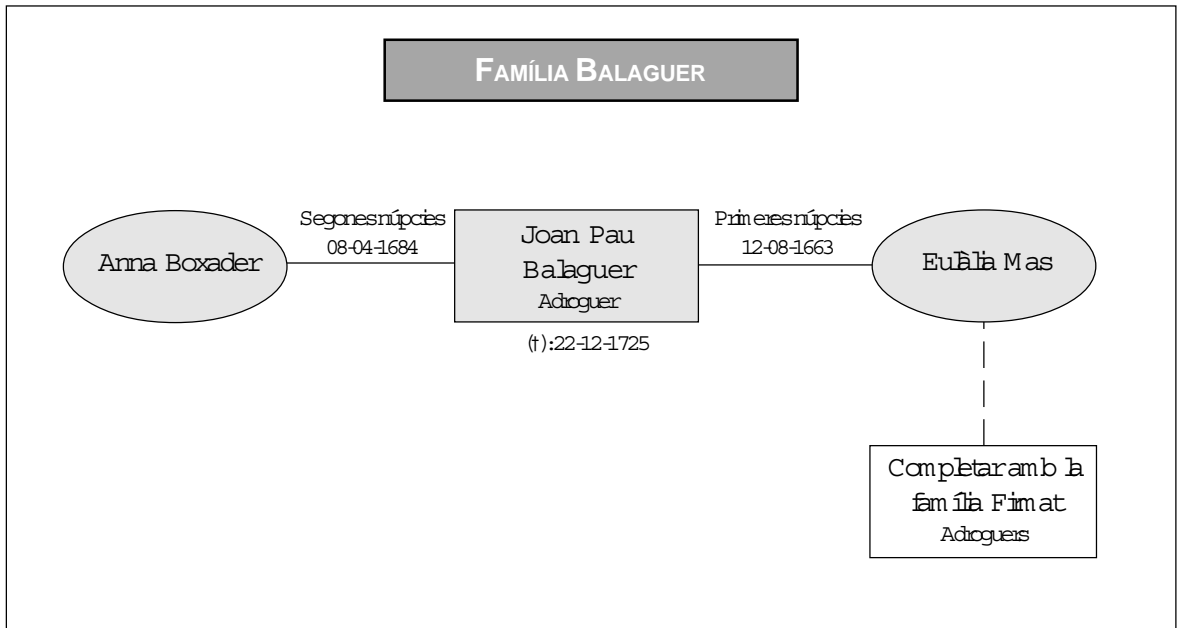 FAMÍLIA BALAGUER
Segones núpcies
08-04-1684
Primeres núpcies
12-08-1663
Anna Boxader
Joan Pau
Balaguer
Adroguer
Eulàlia Mas
(†): 22-12-1725
Completar amb la
família Firmat
Adroguers